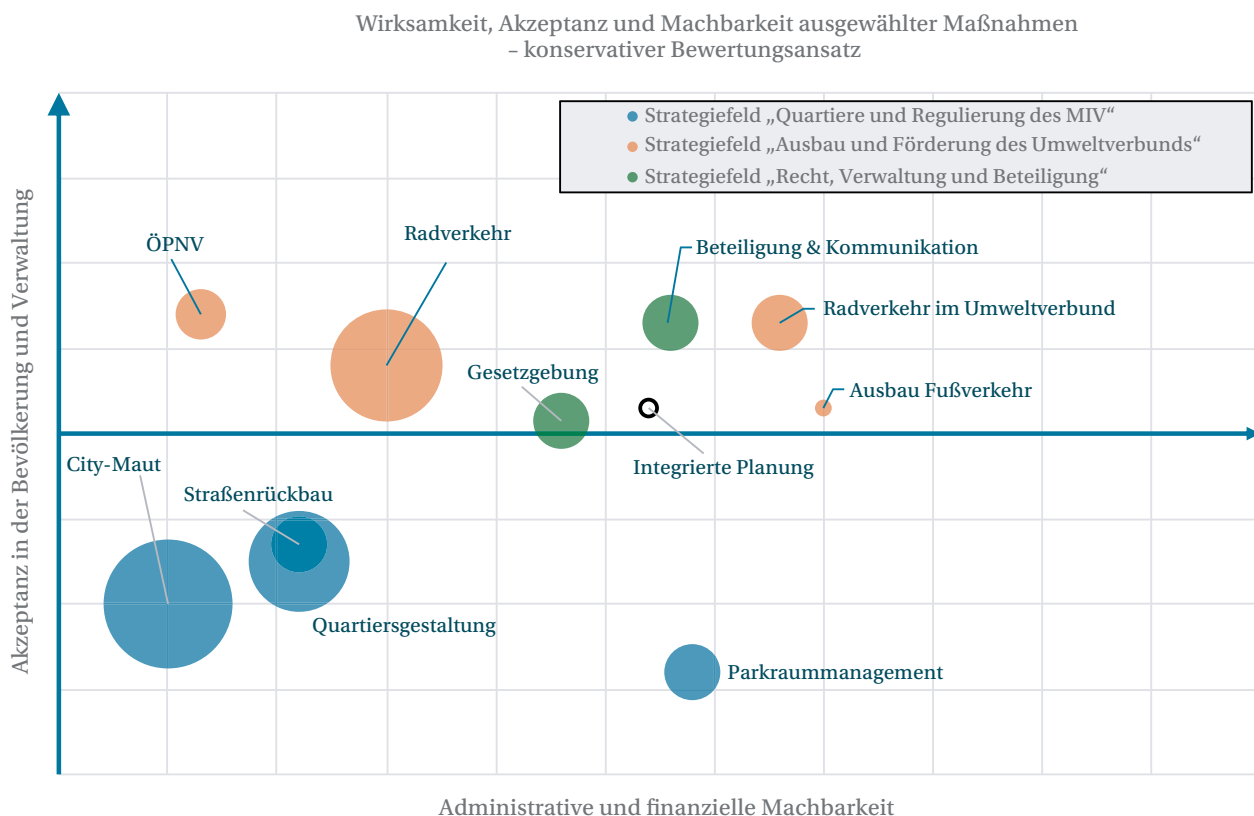 Wirksamkeit, Akzeptanz und Machbarkeit ausgewählter Maßnahmen
– konservativer Bewertungsansatz
Strategiefeld „Quartiere und Regulierung des MIV“
Strategiefeld „Ausbau und Förderung des Umweltverbunds“
Strategiefeld „Recht, Verwaltung und Beteiligung“
Akzeptanz in der Bevölkerung und Verwaltung
ÖPNV
Radverkehr
Beteiligung & Kommunikation
Radverkehr im Umweltverbund
Gesetzgebung
Ausbau Fußverkehr
City-Maut
Integrierte Planung
Straßenrückbau
Quartiersgestaltung
Parkraummanagement
Administrative und finanzielle Machbarkeit